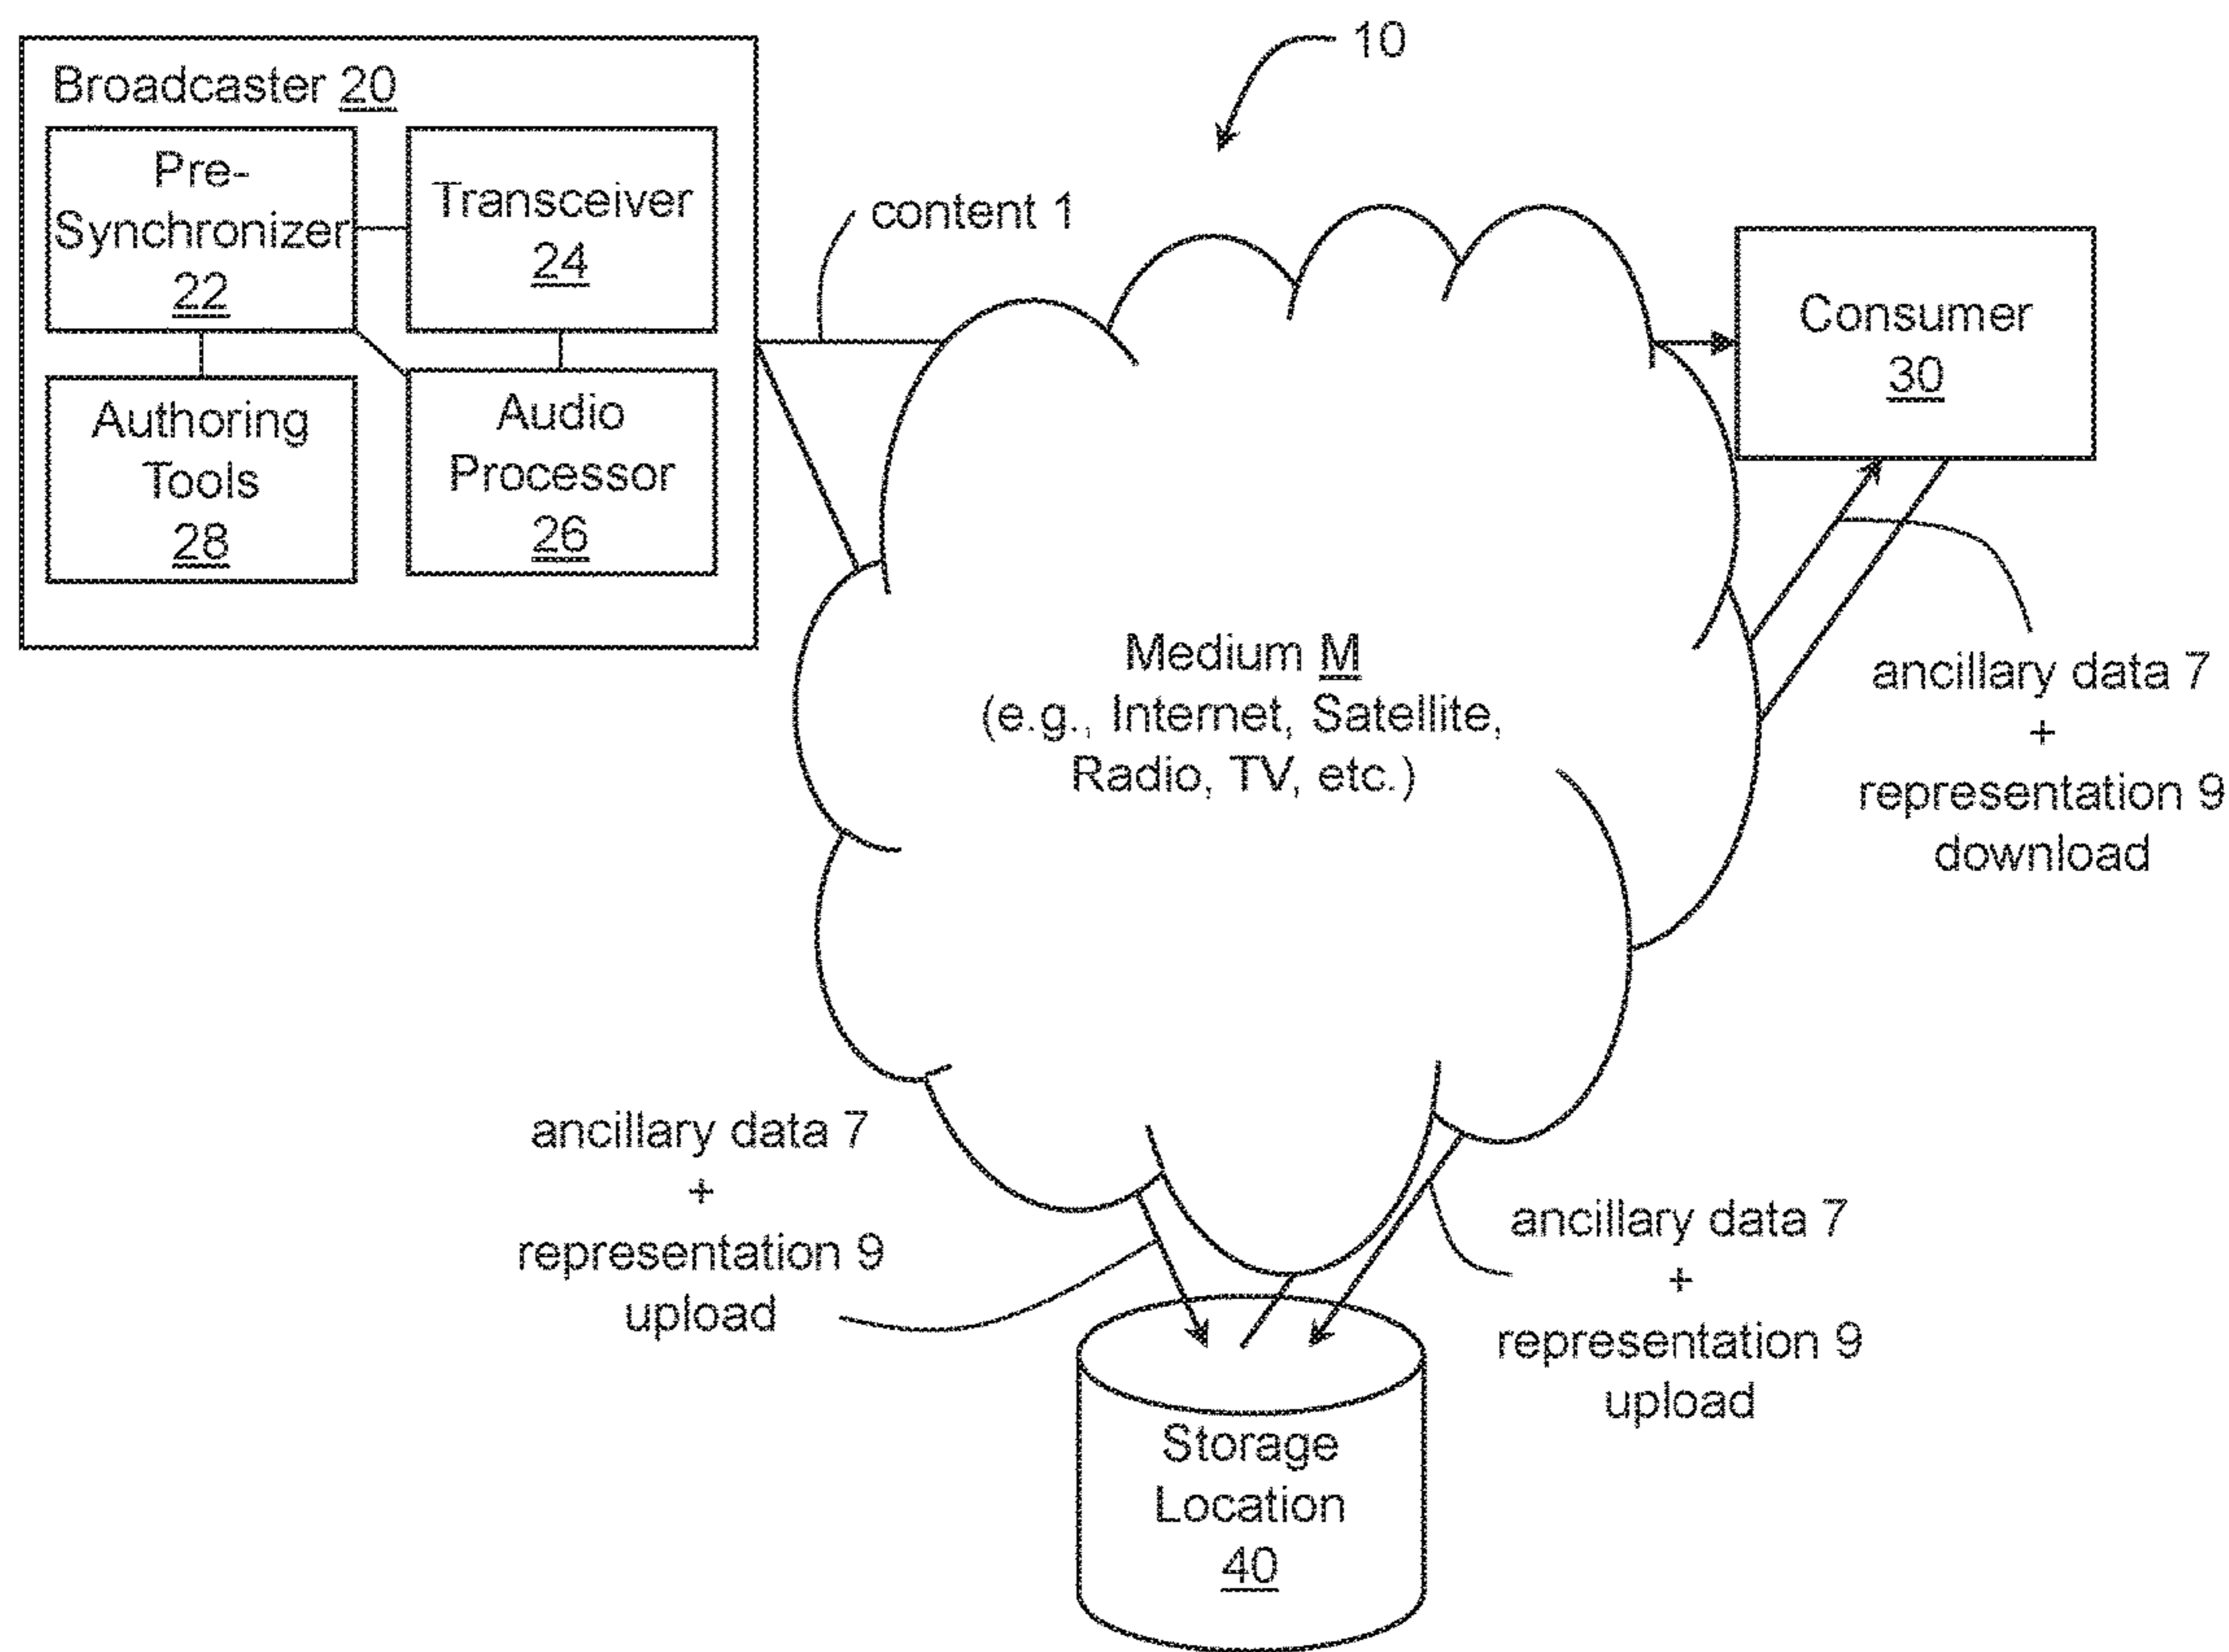 10
Broadcaster 20
Pre-
Synchronizer
22
Transceiver
24
Authoring
Tools
28
Audio
Processor
26
content 1
Consumer
30
Medium M
(e.g., Internet, Satellite,
Radio, TV, etc.)
ancillary data 7
+
representation 9
download
ancillary data 7
+
representation 9
upload
ancillary data 7
+
representation 9
upload
Storage
Location
40